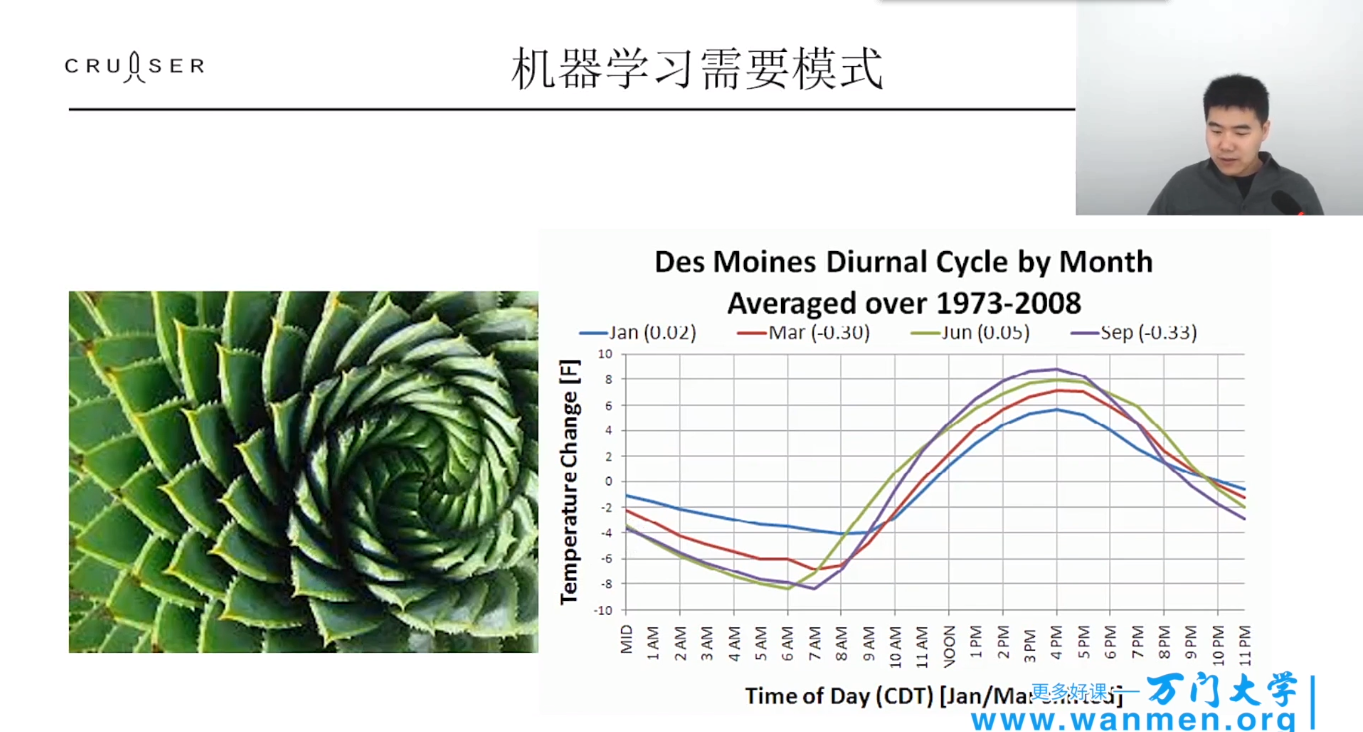 CRUISER
机器学习需要模式
Des Moines Diurnal Cycle by Month
Averaged over 1973-2008
Jan (0.02) Mar (-0.30) Jun (0.05) Sep (-0.33)
Temperature Change [F]
10
8
6
4
2
0
-2
-4
-6
-8
-10
MID 1 AM 2 AM 3 AM 4 AM 5 AM 6 AM 7 AM 8 AM 9 AM 10 AM 11 AM NOON 1 PM 2 PM 3 PM 4 PM 5 PM 6 PM 7 PM 8 PM 9 PM 10 PM 11 PM
Time of Day (CDT) [Jan/Mar
更多好课 — 万门大学
www.wanmen.org